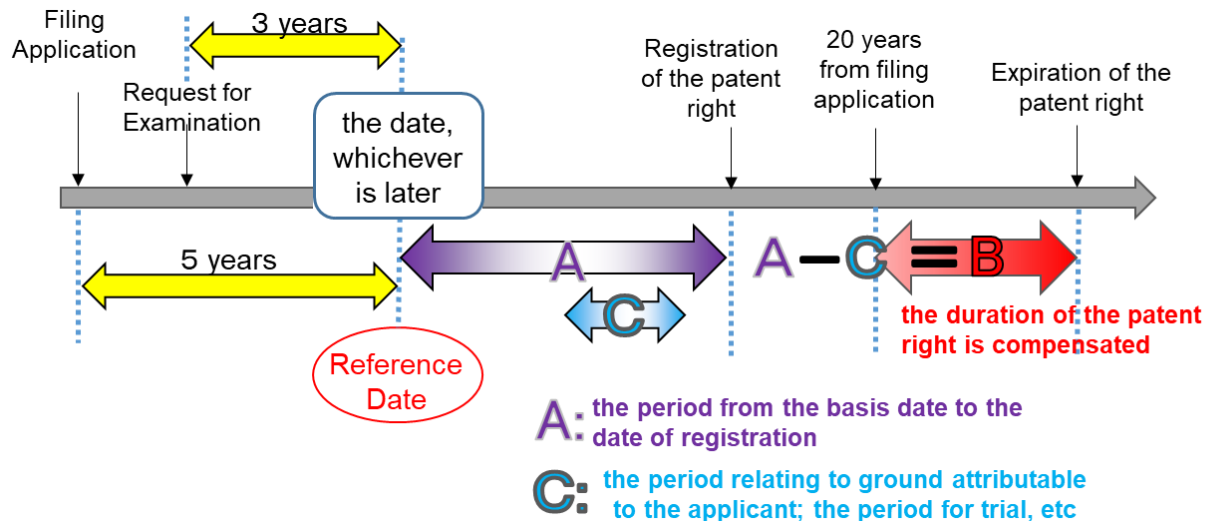 Filing
Application
3 years
Request for
Examination
the date,
whichever
is later
Registration
of the patent
right
20 years
from filing
application
Expiration of the
patent right
5 years
A
A – C = B
C
the duration of the patent
right is compensated
Reference
Date
A: the period from the basis date to the
date of registration
C: the period relating to ground attributable
to the applicant; the period for trial, etc